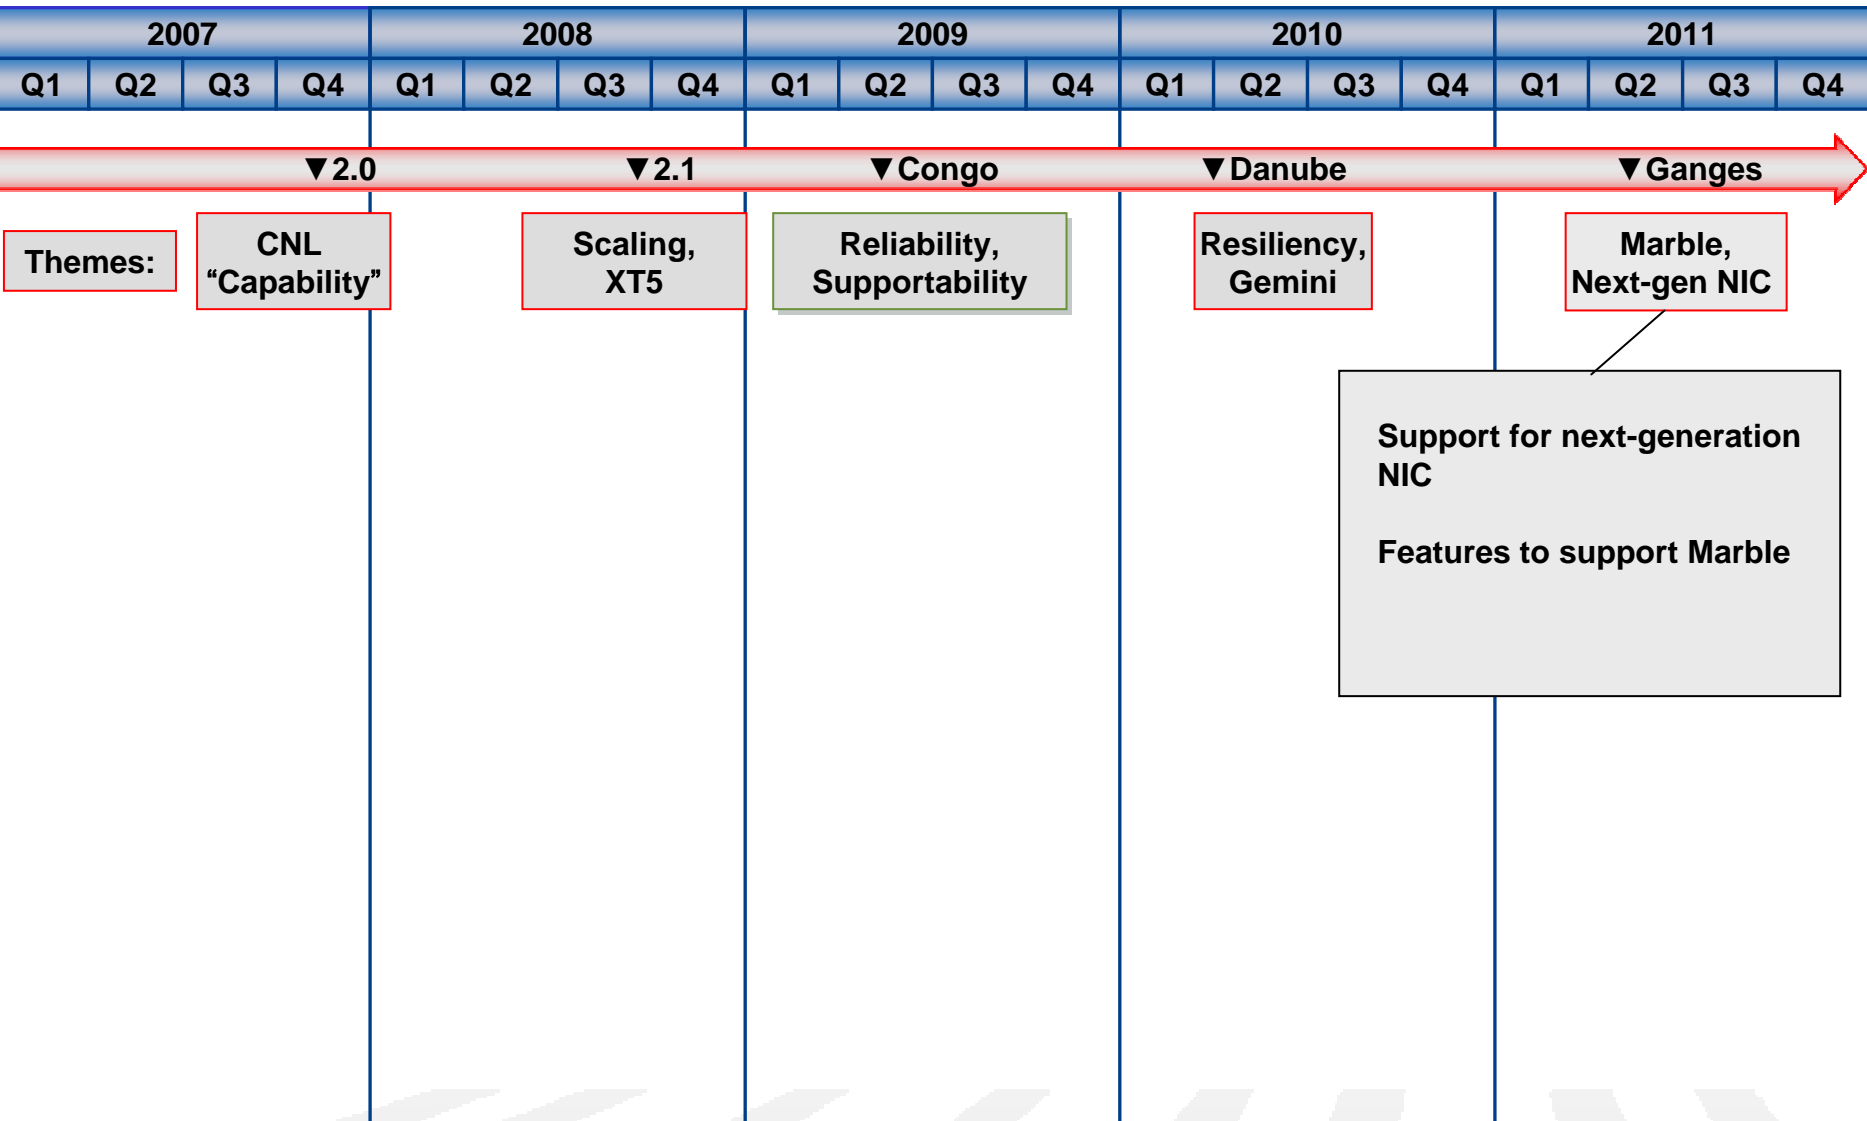 2007 2008 2009 2010 2011
Q1 Q2 Q3 Q4 Q1 Q2 Q3 Q4 Q1 Q2 Q3 Q4 Q1 Q2 Q3 Q4 Q1 Q2 Q3 Q4
▼2.0 ▼2.1 ▼Congo ▼Danube ▼Ganges
Themes:
CNL
“Capability”
Scaling,
XT5
Reliability,
Supportability
Resiliency,
Gemini
Marble,
Next-gen NIC
Support for next-generation
NIC
Features to support Marble